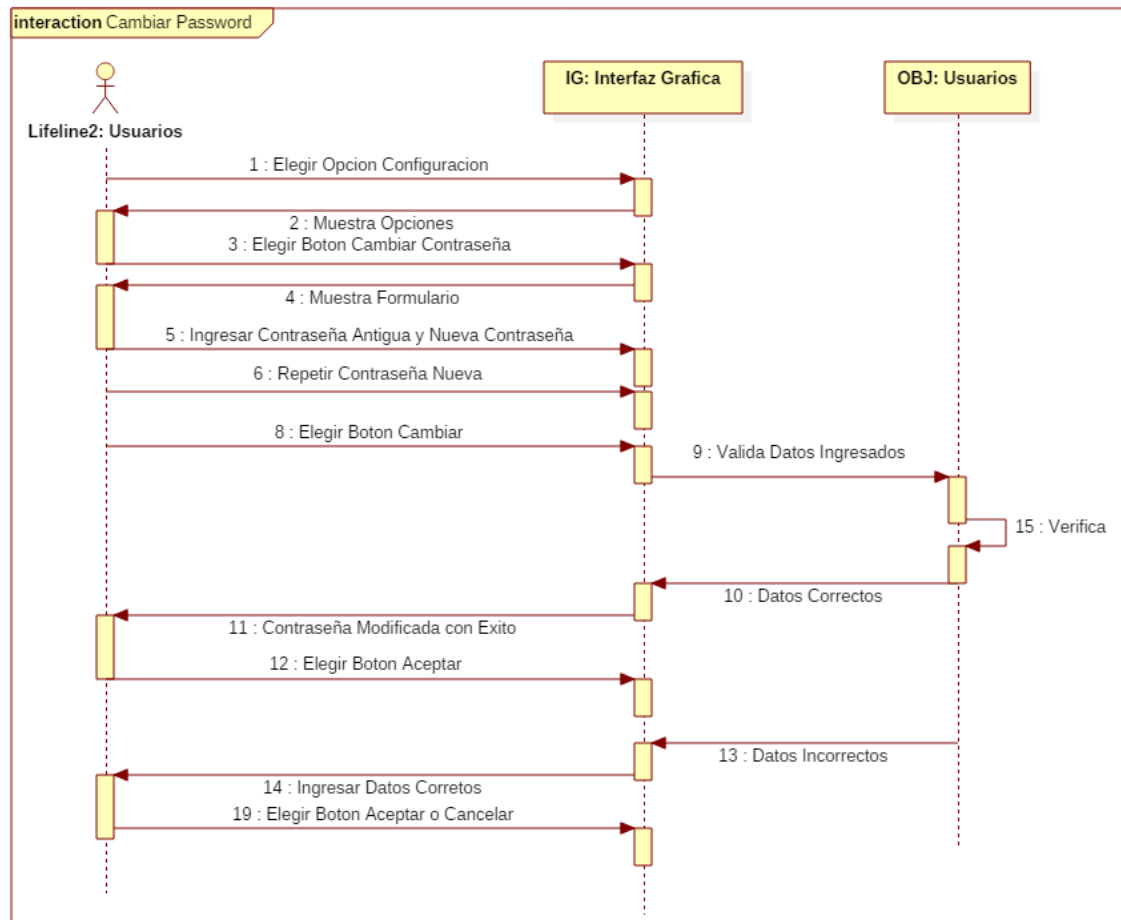 interaction Cambiar Password
IG: Interfaz Grafica
OBJ: Usuarios
Lifeline2: Usuarios
1 : Elegir Opcion Configuracion
2 : Muestra Opciones
3 : Elegir Boton Cambiar Contraseña
4 : Muestra Formulario
5 : Ingresar Contraseña Antigua y Nueva Contraseña
6 : Repetir Contraseña Nueva
8 : Elegir Boton Cambiar
9 : Valida Datos Ingresados
15 : Verifica
10 : Datos Correctos
11 : Contraseña Modificada con Exito
12 : Elegir Boton Aceptar
13 : Datos Incorrectos
14 : Ingresar Datos Corretos
19 : Elegir Boton Aceptar o Cancelar